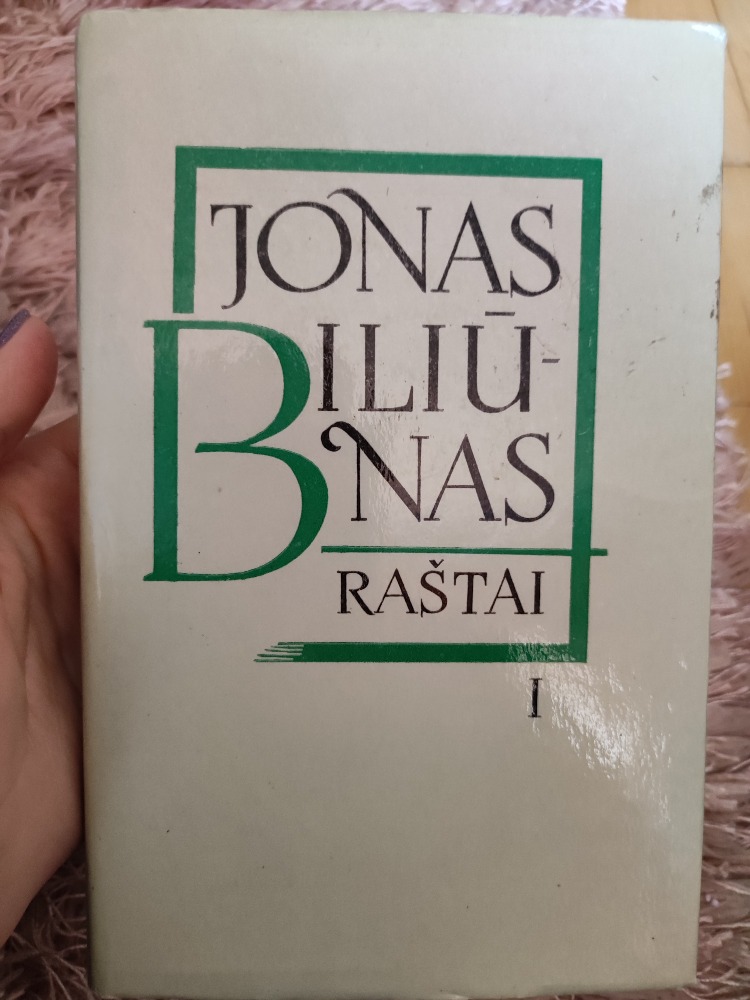 JONAS
BILIŪ-
NAS
RAŠTAI
I